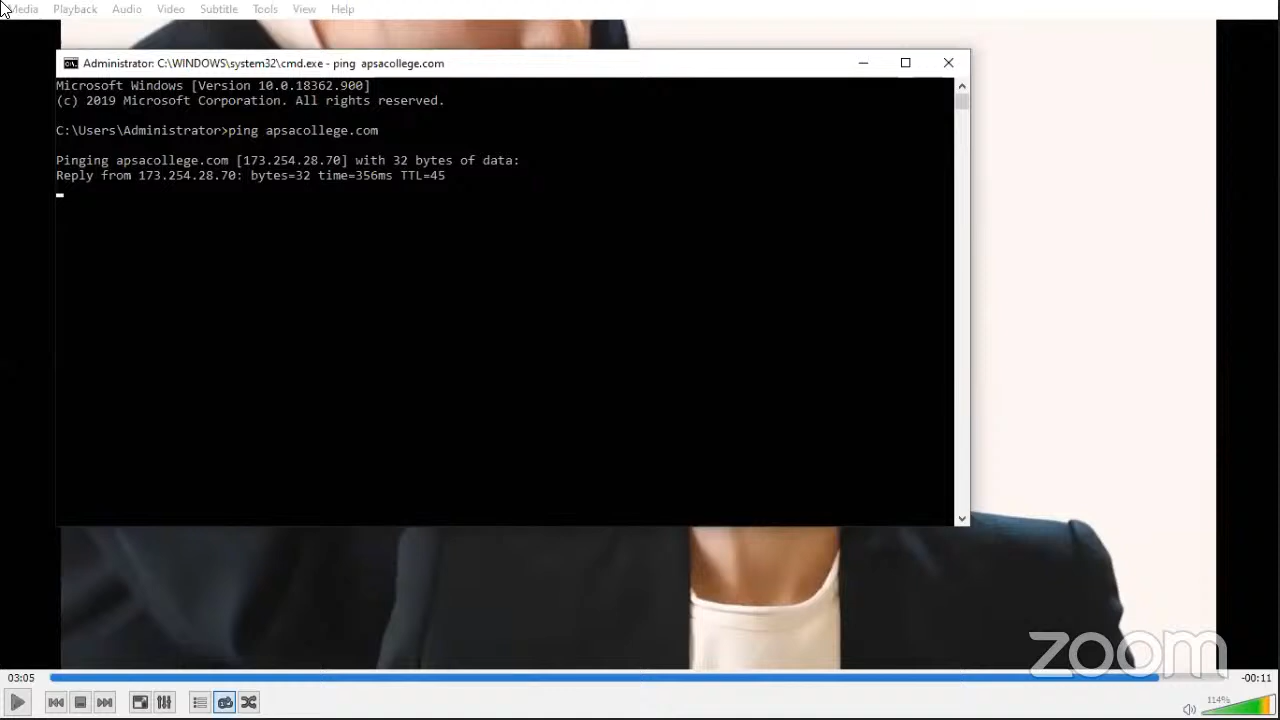 Media Playback Audio Video Subtitle Tools View Help
Administrator: C:\WINDOWS\system32\cmd.exe - ping  apsacollege.com
Microsoft Windows [Version 10.0.18362.900]
(c) 2019 Microsoft Corporation. All rights reserved.
C:\Users\Administrator>ping apsacollege.com
Pinging apsacollege.com [173.254.28.70] with 32 bytes of data:
Reply from 173.254.28.70: bytes=32 time=356ms TTL=45
zoom
03:05
-00:11
114%